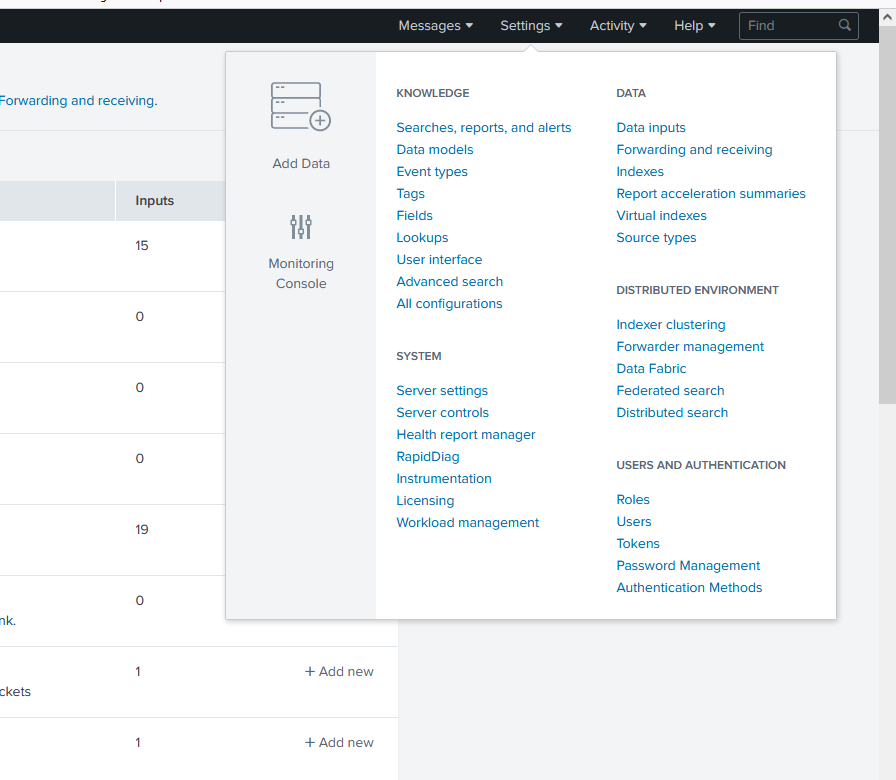 Messages Settings Activity Help Find
Forwarding and receiving.
Inputs
15
0
0
0
19
0
nk.
1 + Add new
ckets
1 + Add new
Add Data
Monitoring
Console
KNOWLEDGE
Searches, reports, and alerts
Data models
Event types
Tags
Fields
Lookups
User interface
Advanced search
All configurations
SYSTEM
Server settings
Server controls
Health report manager
RapidDiag
Instrumentation
Licensing
Workload management
DATA
Data inputs
Forwarding and receiving
Indexes
Report acceleration summaries
Virtual indexes
Source types
DISTRIBUTED ENVIRONMENT
Indexer clustering
Forwarder management
Data Fabric
Federated search
Distributed search
USERS AND AUTHENTICATION
Roles
Users
Tokens
Password Management
Authentication Methods